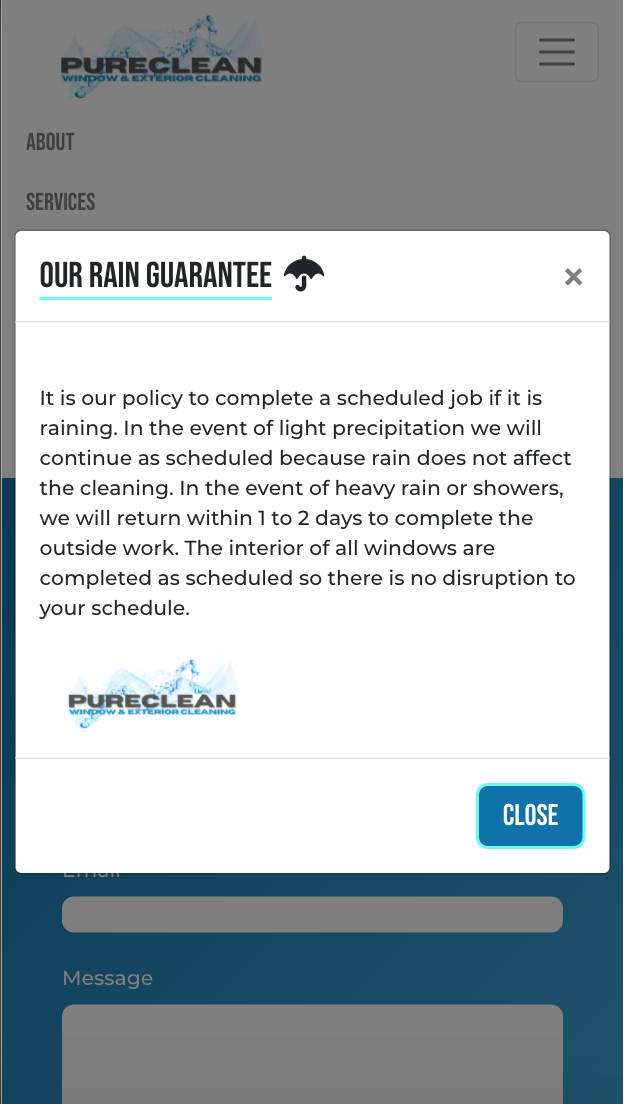 PURECLEAN
WINDOW & EXTERIOR CLEANING
ABOUT
SERVICES
OUR RAIN GUARANTEE
×
It is our policy to complete a scheduled job if it is
raining. In the event of light precipitation we will
continue as scheduled because rain does not affect
the cleaning. In the event of heavy rain or showers,
we will return within 1 to 2 days to complete the
outside work. The interior of all windows are
completed as scheduled so there is no disruption to
your schedule.
PURECLEAN
WINDOW & EXTERIOR CLEANING
CLOSE
Email
Message